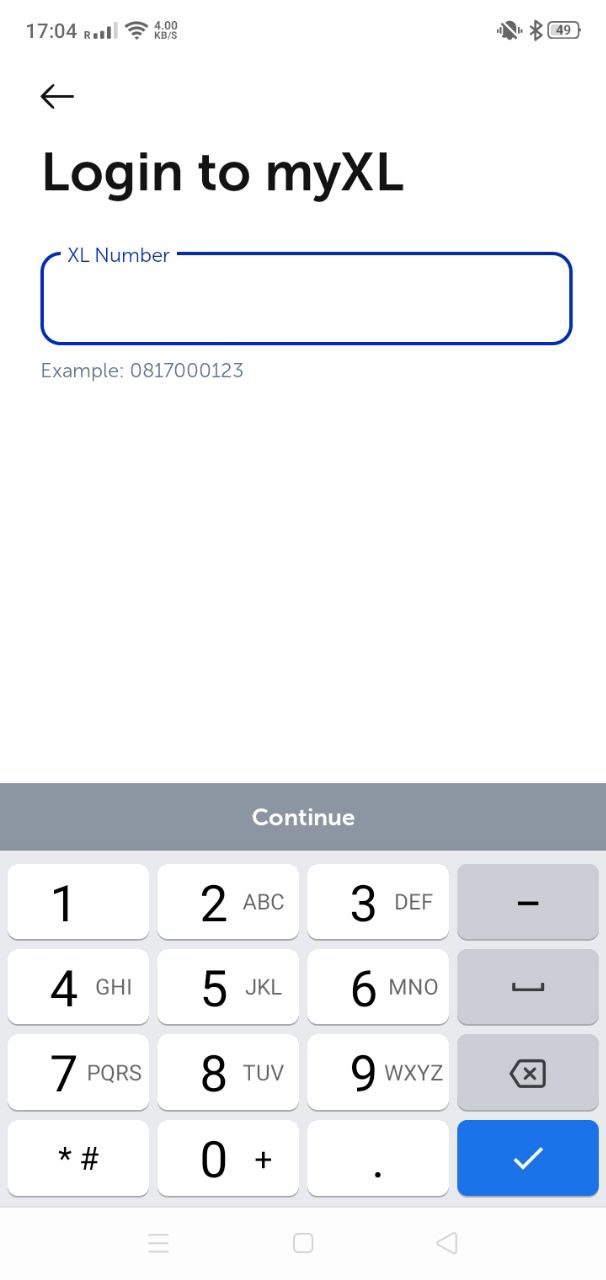 17:04 R 4.00 KB/S 49
Login to myXL
XL Number
Example: 0817000123
Continue
1 2 ABC 3 DEF –
4 GHI 5 JKL 6 MNO
7 PQRS 8 TUV 9 WXYZ
* # 0 + .